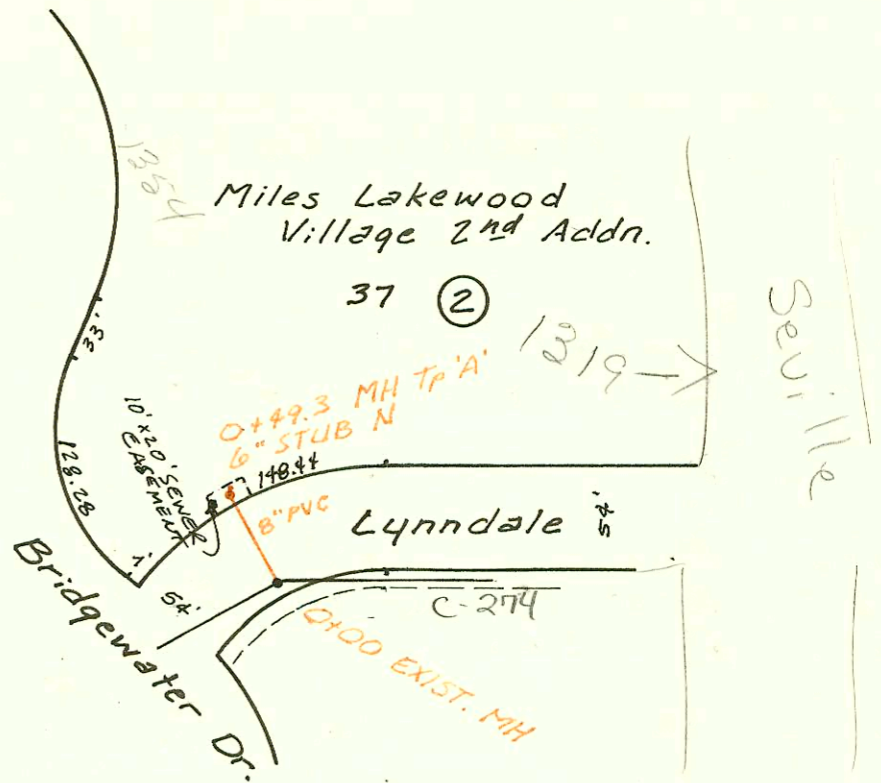 1354
Miles Lakewood
Village 2nd Addn.
37 2
1319
Seville
33'
0+49.3 MH Tp 'A'
6" STUB N
10'x20' SEWER
EASEMENT
148.44
128.28
8" PVC
Lynndale 54'
Bridgewater Dr.
54'
C-274
0+00 EXIST. MH